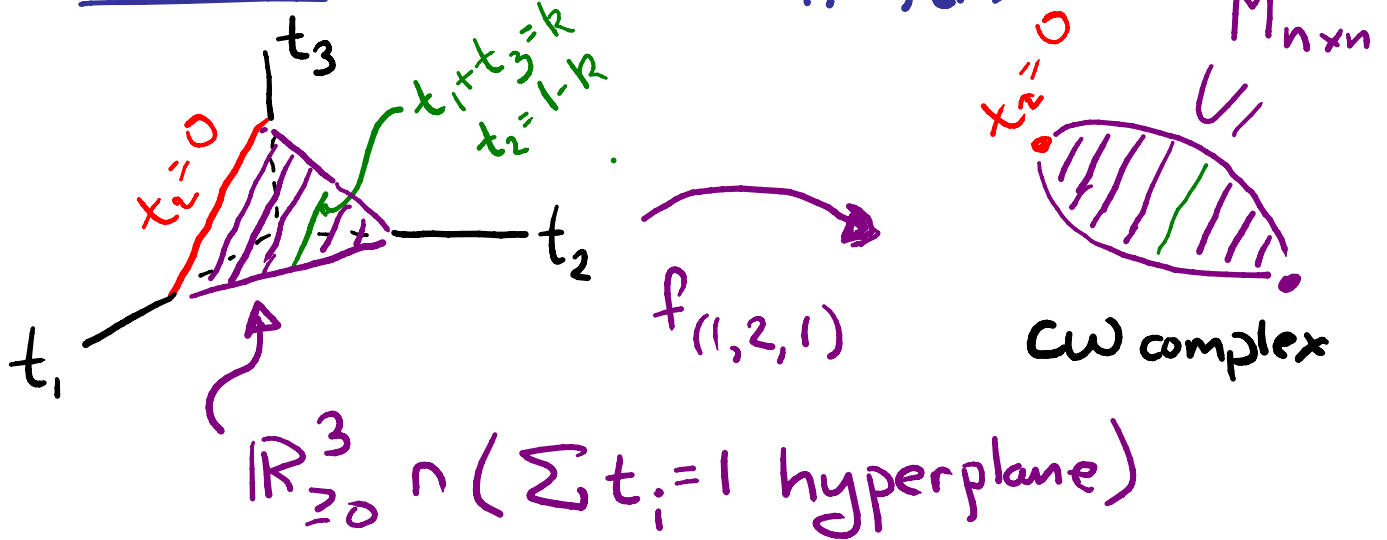 t₃
t₁+t₃=k
t₂=1-k
x₂=0
t₂
t₁
f₍₁,₂,₁₎
x₂=0
M n×n
⊆
CW complex
ℝ³≥0 ∩ (∑ tᵢ=1 hyperplane)